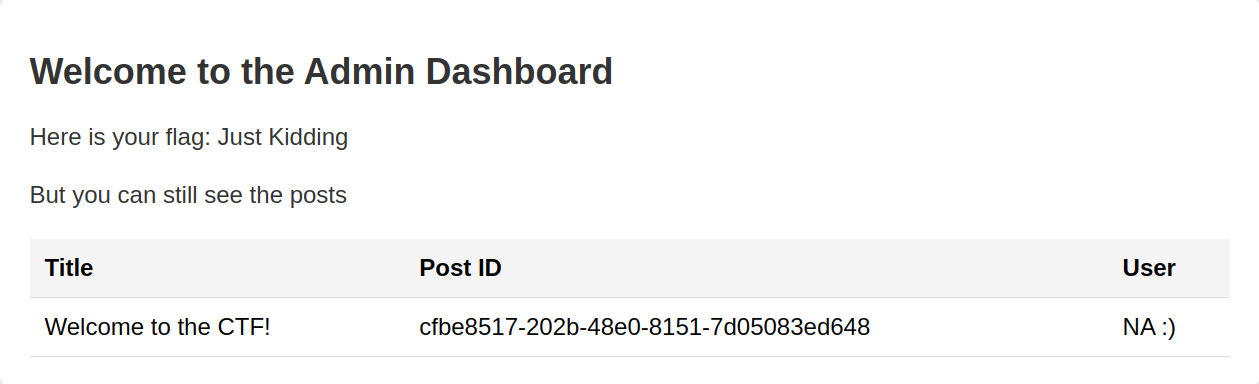 Welcome to the Admin Dashboard
Here is your flag: Just Kidding
But you can still see the posts
Title Post ID User
Welcome to the CTF! cfbe8517-202b-48e0-8151-7d05083ed648 NA :)